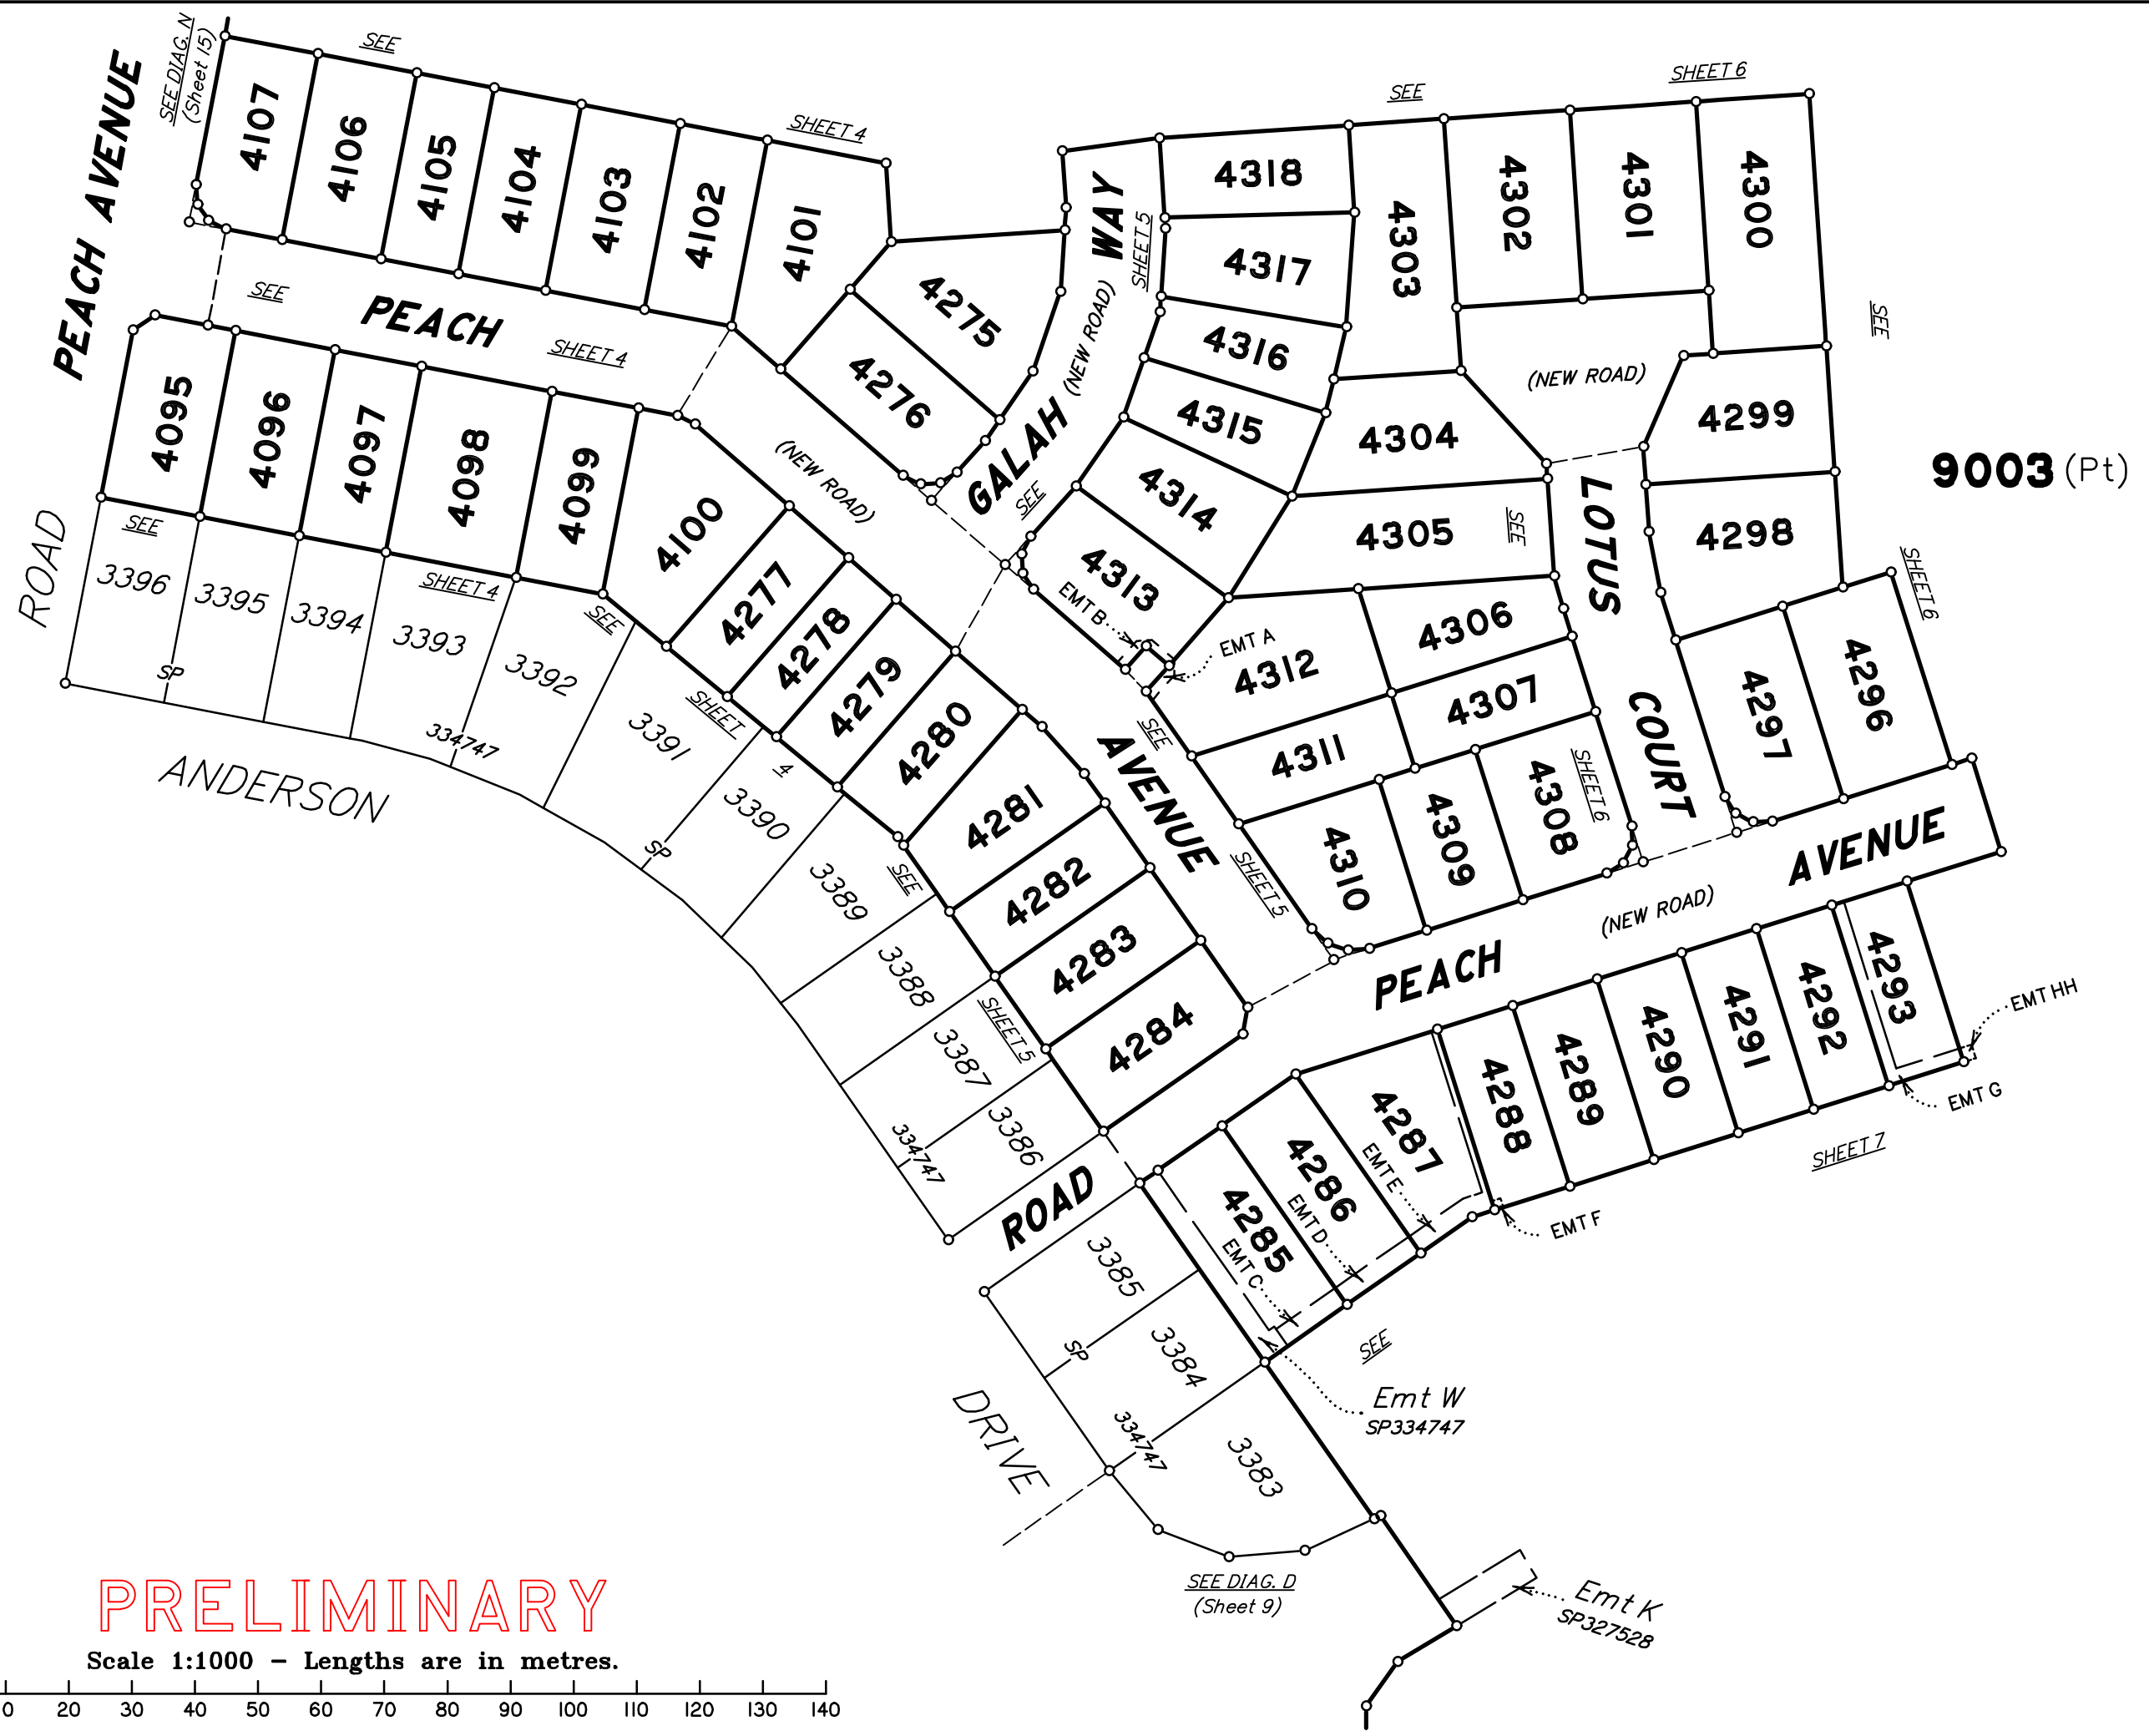 PEACH AVENUE
SEE DIAG. N
(Sheet 15)
SEE
SHEET 4
4107
4106
4105
4104
4103
4102
4101
SEE
PEACH
SHEET 4
4275
4276
GALAH WAY
(NEW ROAD)
SHEET 5
SEE
SHEET 6
4318
4317
4316
4315
4314
4313
4303
4302
4301
4300
SEE
(NEW ROAD)
4299
4298
9003 (Pt)
4304
4305
SEE
LOTUS
COURT
SHEET 6
4095
4096
4097
4098
4099
4100
(NEW ROAD)
SEE
ROAD
SEE
SHEET 4
SEE
3396
3395
3394
3393
3392
3391
3390
3389
3388
3387
3386
SP
334747
SP
ANDERSON
4277
4278
4279
4280
4281
4282
4283
4284
SHEET
4
SEE
SHEET 5
334747
EMT B
EMT A
4312
4306
4307
4311
4310
4309
4308
SHEET 6
4297
4296
SEE
AVENUE
SHEET 5
PEACH
(NEW ROAD)
AVENUE
ROAD
4285
4286
4287
4288
4289
4290
4291
4292
4293
EMT C
EMT D
EMT E
EMT F
EMT G
EMT HH
SHEET 7
SEE
3385
3384
3383
SP
334747
DRIVE
Emt W
SP334747
SEE DIAG. D
(Sheet 9)
Emt K
SP327528
PRELIMINARY
Scale 1:1000 – Lengths are in metres.
0 20 30 40 50 60 70 80 90 100 110 120 130 140